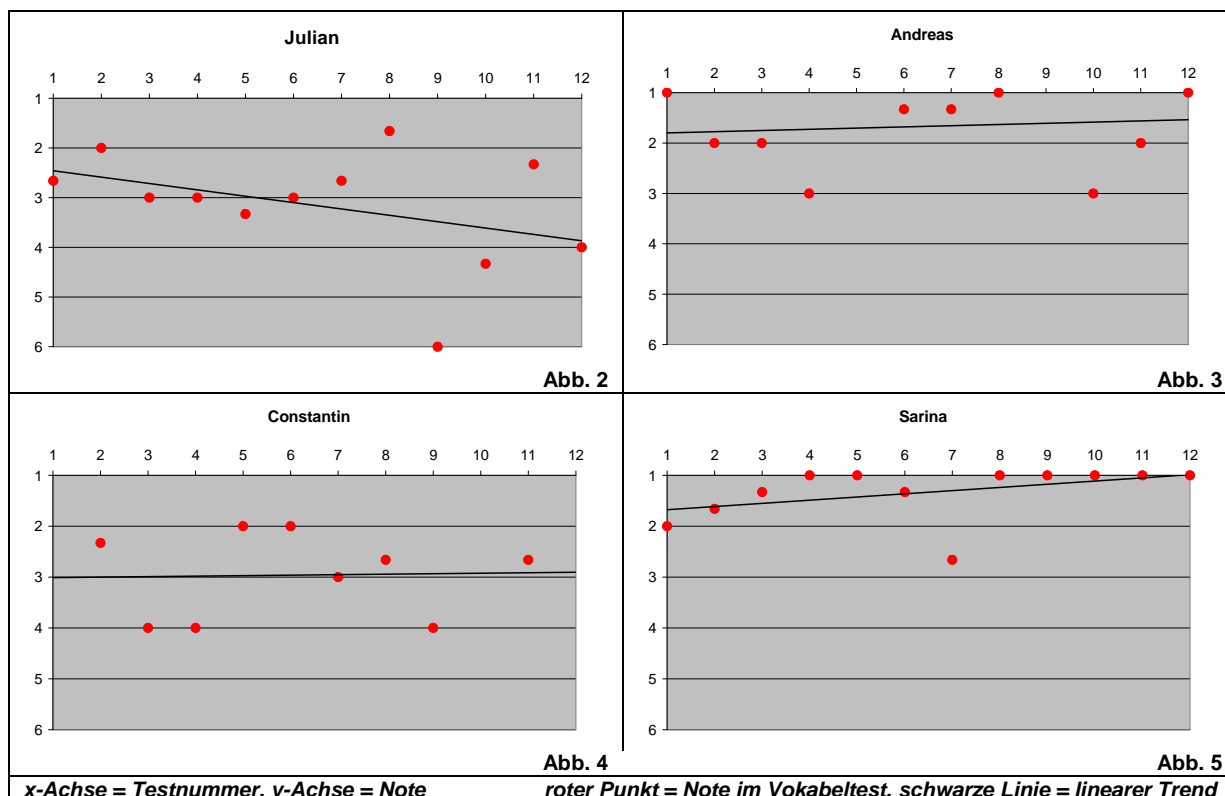 Julian
1 2 3 4 5 6 7 8 9 10 11 12
1
2
3
4
5
6
Abb. 2
Andreas
1 2 3 4 5 6 7 8 9 10 11 12
1
2
3
4
5
6
Abb. 3
Constantin
1 2 3 4 5 6 7 8 9 10 11 12
1
2
3
4
5
6
Abb. 4
Sarina
1 2 3 4 5 6 7 8 9 10 11 12
1
2
3
4
5
6
Abb. 5
x-Achse = Testnummer, y-Achse = Note roter Punkt = Note im Vokabeltest, schwarze Linie = linearer Trend